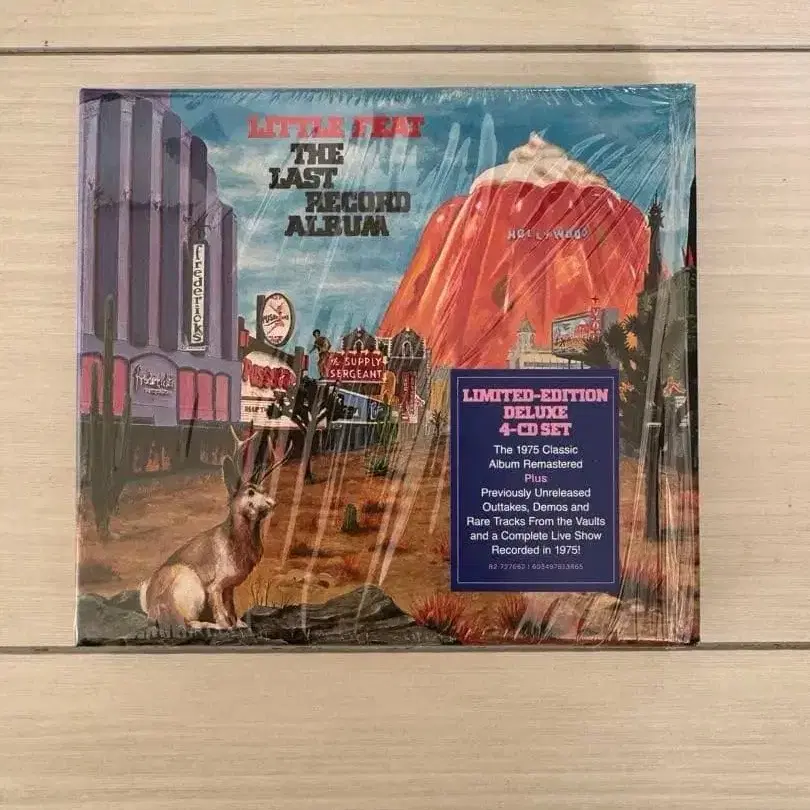 LITTLE FEAT
THE
LAST
RECORD
ALBUM
HOLLYWOOD
fredericks
SUPPLY
SERGEANT
LIMITED-EDITION
DELUXE
4-CD SET
The 1975 Classic
Album Remastered
Plus
Previously Unreleased
Outtakes, Demos and
Rare Tracks From the Vaults
and a Complete Live Show
Recorded in 1975!